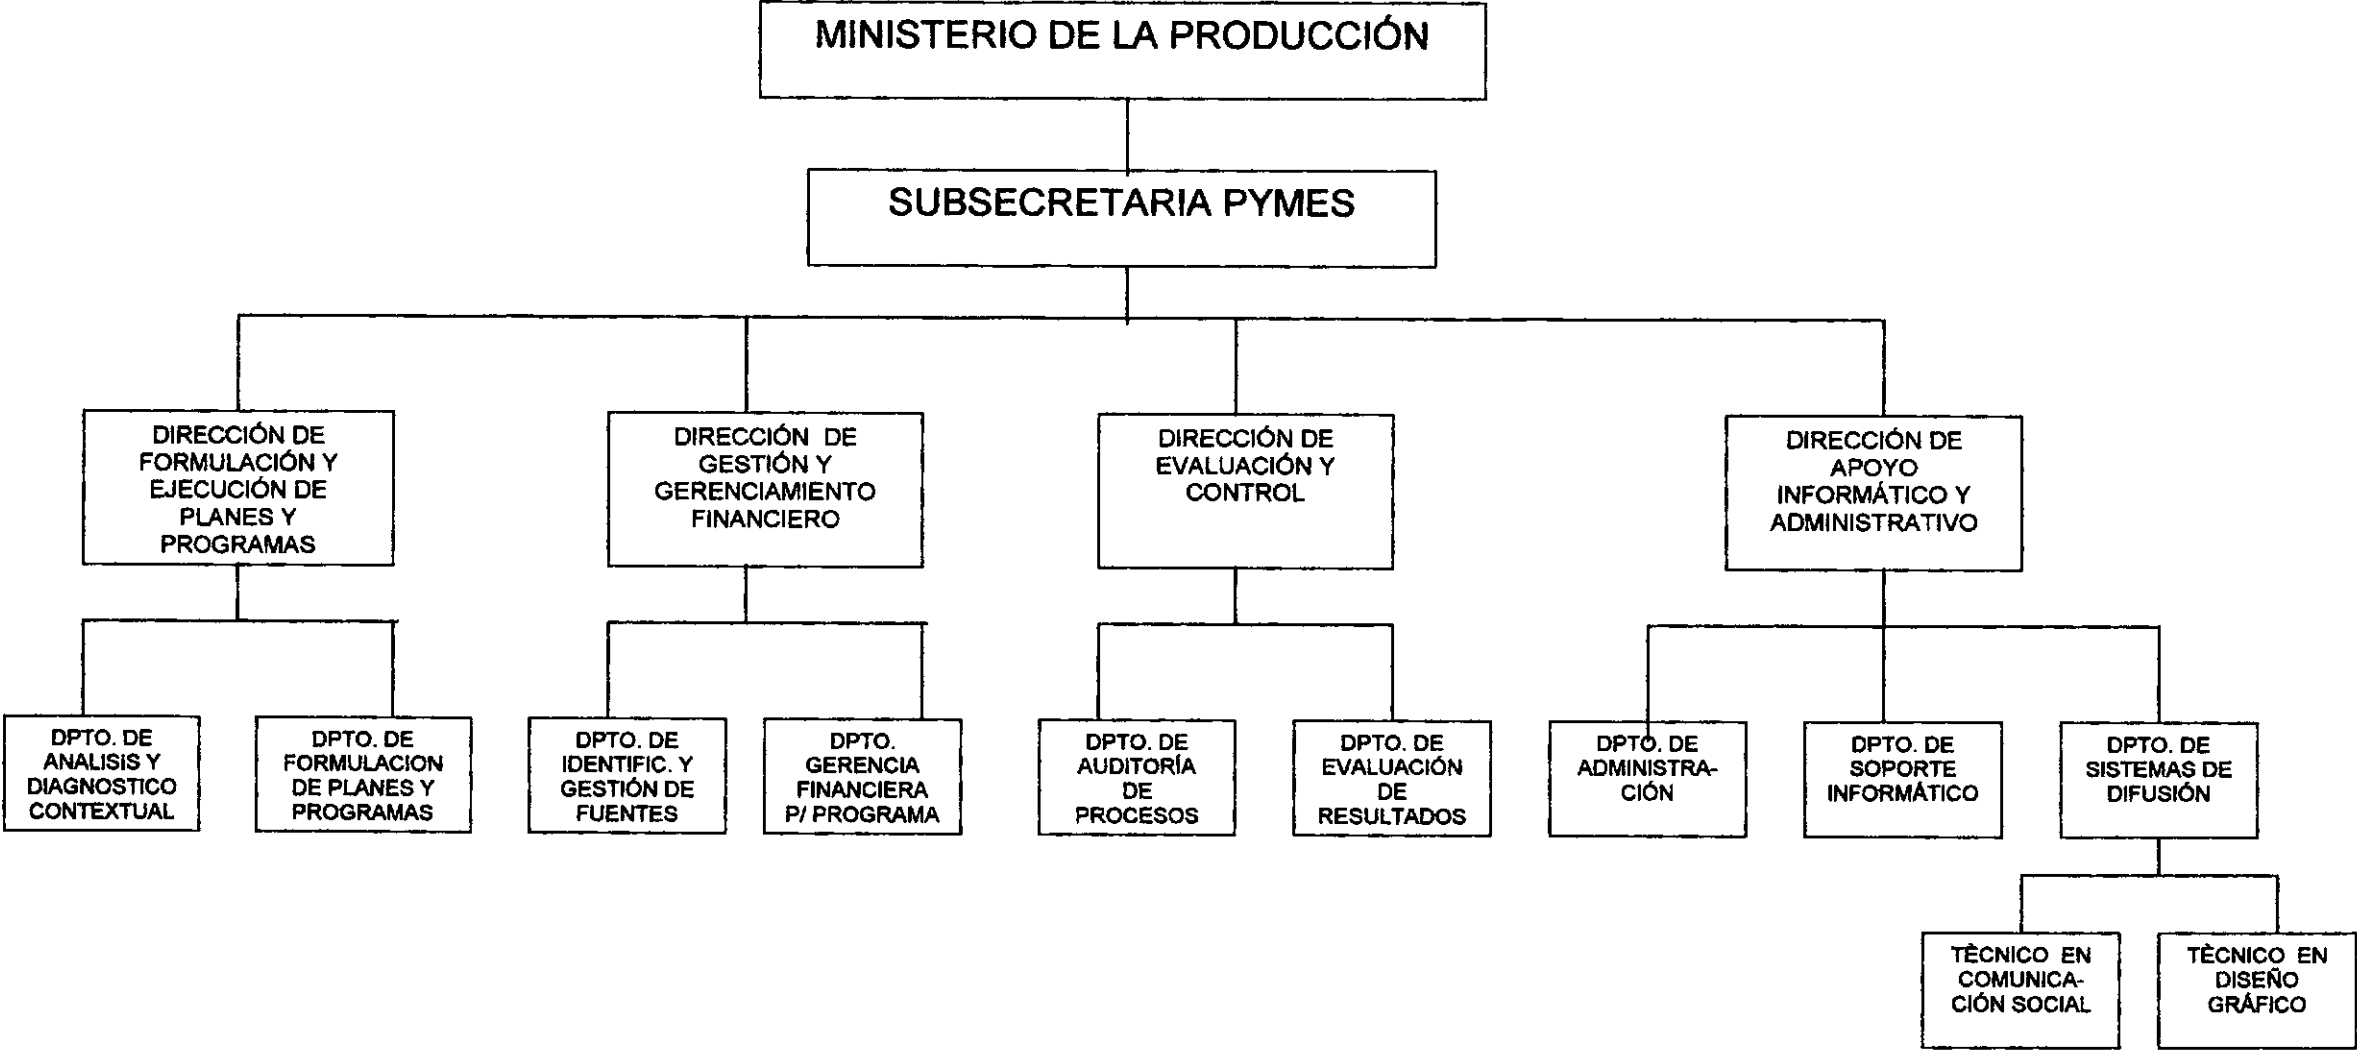 MINISTERIO DE LA PRODUCCIÓN
SUBSECRETARIA PYMES
DIRECCIÓN DE
FORMULACIÓN Y
EJECUCIÓN DE
PLANES Y
PROGRAMAS
DIRECCIÓN DE
GESTIÓN Y
GERENCIAMIENTO
FINANCIERO
DIRECCIÓN DE
EVALUACIÓN Y
CONTROL
DIRECCIÓN DE
APOYO
INFORMÁTICO Y
ADMINISTRATIVO
DPTO. DE
ANALISIS Y
DIAGNOSTICO
CONTEXTUAL
DPTO. DE
FORMULACION
DE PLANES Y
PROGRAMAS
DPTO. DE
IDENTIFIC. Y
GESTIÓN DE
FUENTES
DPTO.
GERENCIA
FINANCIERA
P/ PROGRAMA
DPTO. DE
AUDITORÍA
DE
PROCESOS
DPTO. DE
EVALUACIÓN
DE
RESULTADOS
DPTO. DE
ADMINISTRA-
CIÓN
DPTO. DE
SOPORTE
INFORMÁTICO
DPTO. DE
SISTEMAS DE
DIFUSIÓN
TÈCNICO EN
COMUNICA-
CIÓN SOCIAL
TÈCNICO EN
DISEÑO
GRÁFICO